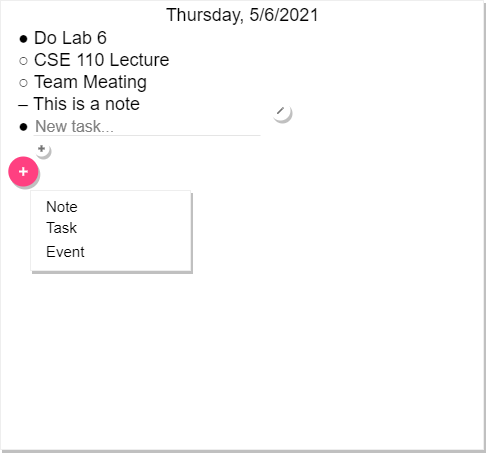 Thursday, 5/6/2021
● Do Lab 6
○ CSE 110 Lecture
○ Team Meating
– This is a note
● New task...
+
+
Note
Task
Event